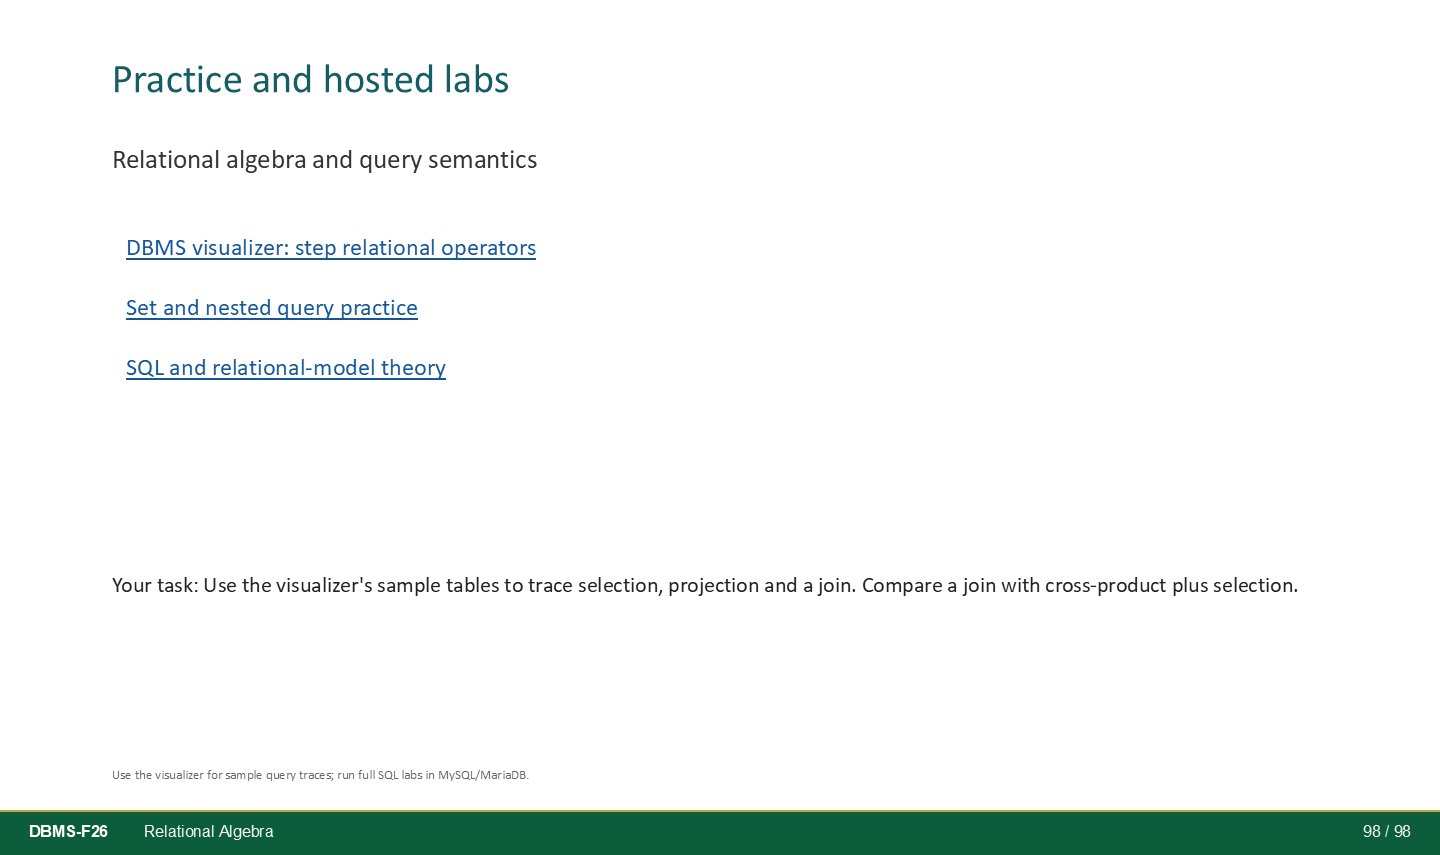 Practice and hosted labs
Relational algebra and query semantics
DBMS visualizer: step relational operators
Set and nested query practice
SQL and relational-model theory
Your task: Use the visualizer's sample tables to trace selection, projection and a join. Compare a join with cross-product plus selection.
Use the visualizer for sample query traces; run full SQL labs in MySQL/MariaDB.
DBMS-F26 Relational Algebra 98 / 98